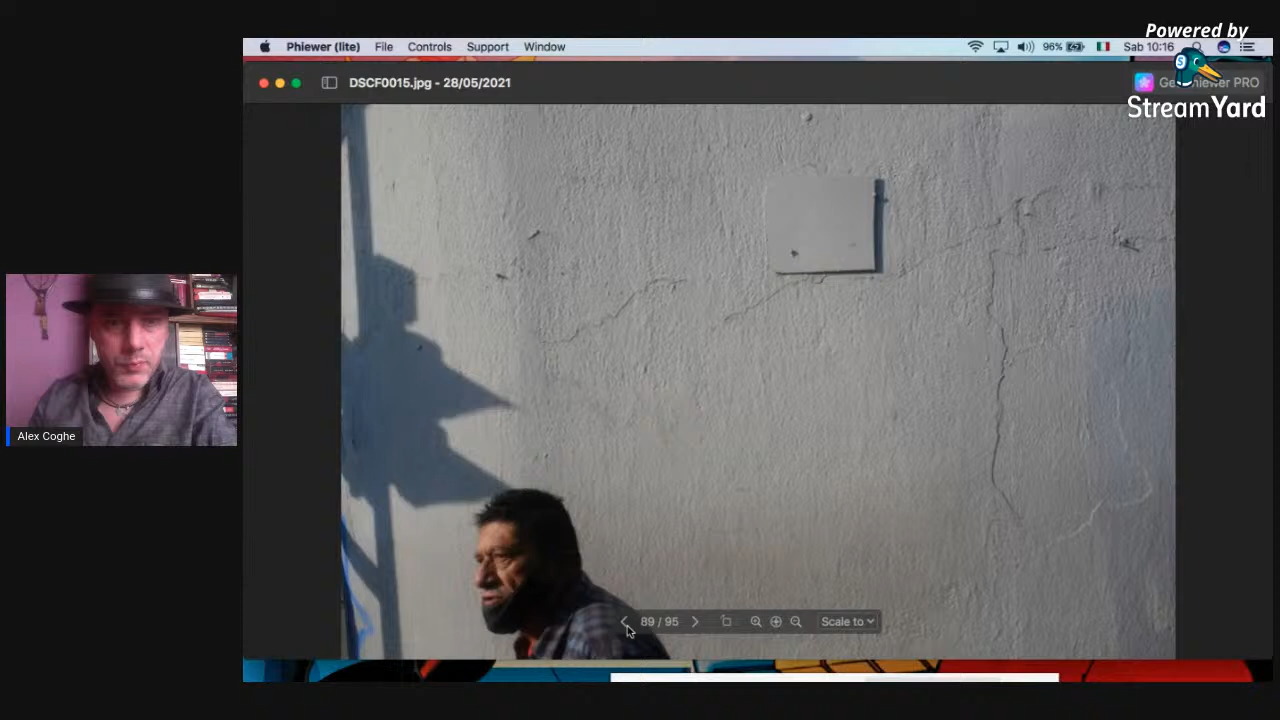 Powered by
StreamYard
Phiewer (lite) File Controls Support Window
96% Sab 10:16
DSCF0015.jpg - 28/05/2021
PRO
89 / 95
Scale to
Alex Coghe